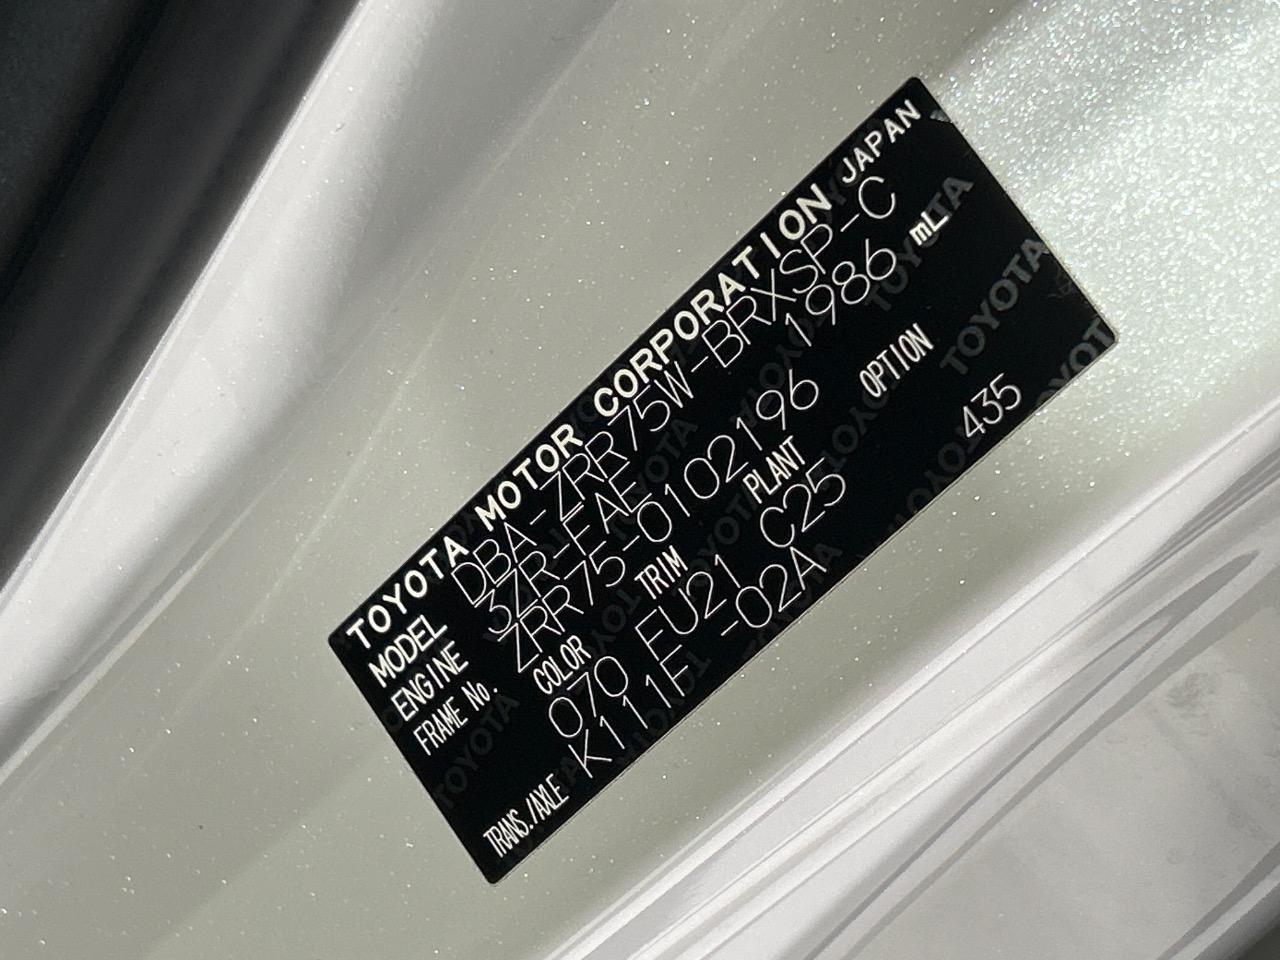 TOYOTA MOTOR CORPORATION JAPAN
MODEL DBA-ZRR75W-BRXSP-C
ENGINE 3ZR-FAE 1986 mL
FRAME No. ZRR75-0102196
COLOR TRIM PLANT OPTION
070 FU21 C25 435
TRANS./AXLE K111F -02A